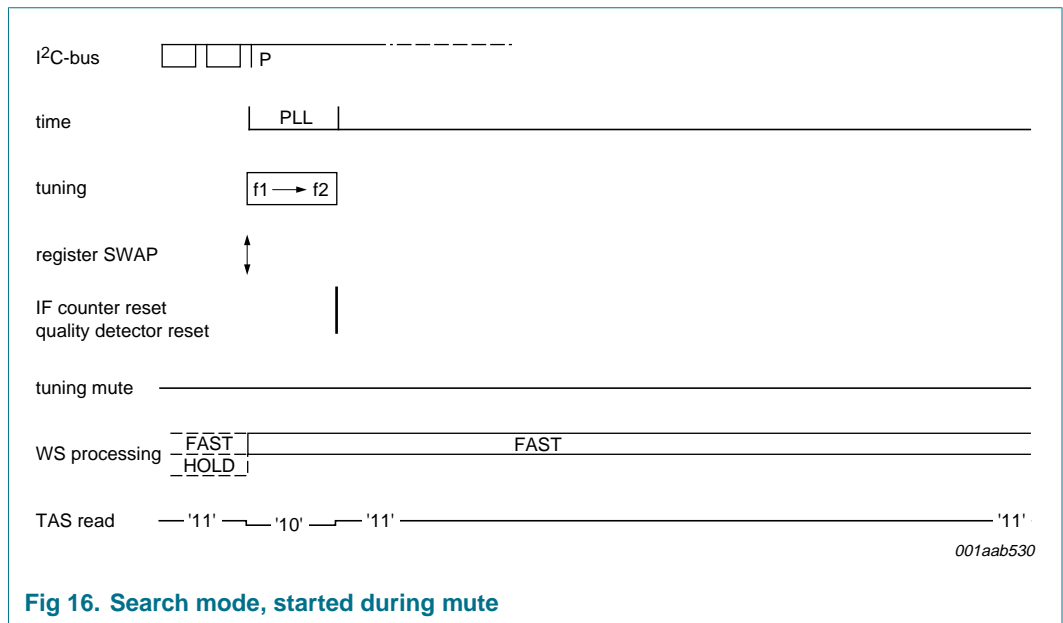 I2C-bus P
time PLL
tuning f1 f2
register SWAP
IF counter reset
quality detector reset
tuning mute
WS processing FAST FAST
HOLD
TAS read '11' '10' '11' '11'
001aab530
Fig 16. Search mode, started during mute